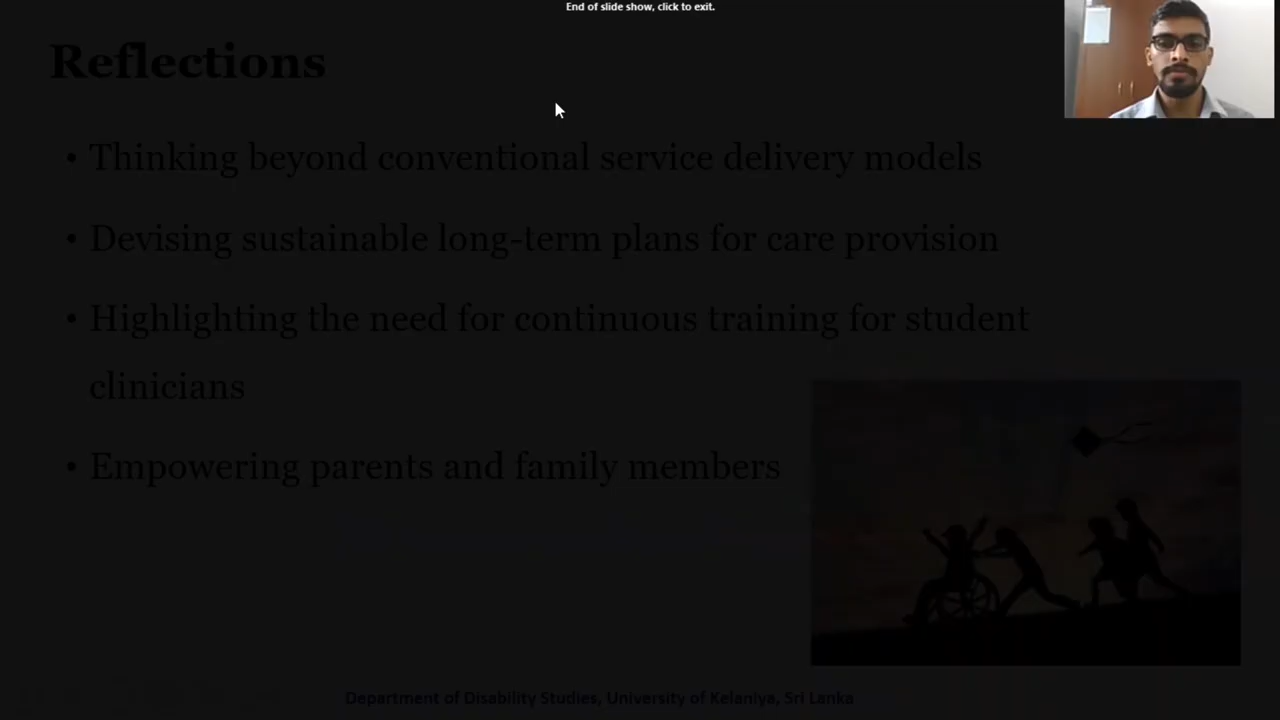 End of slide show, click to exit.
Reflections
• Thinking beyond conventional service delivery models
• Devising sustainable long-term plans for care provision
• Highlighting the need for continuous training for student
clinicians
• Empowering parents and family members
Department of Disability Studies, University of Kelaniya, Sri Lanka